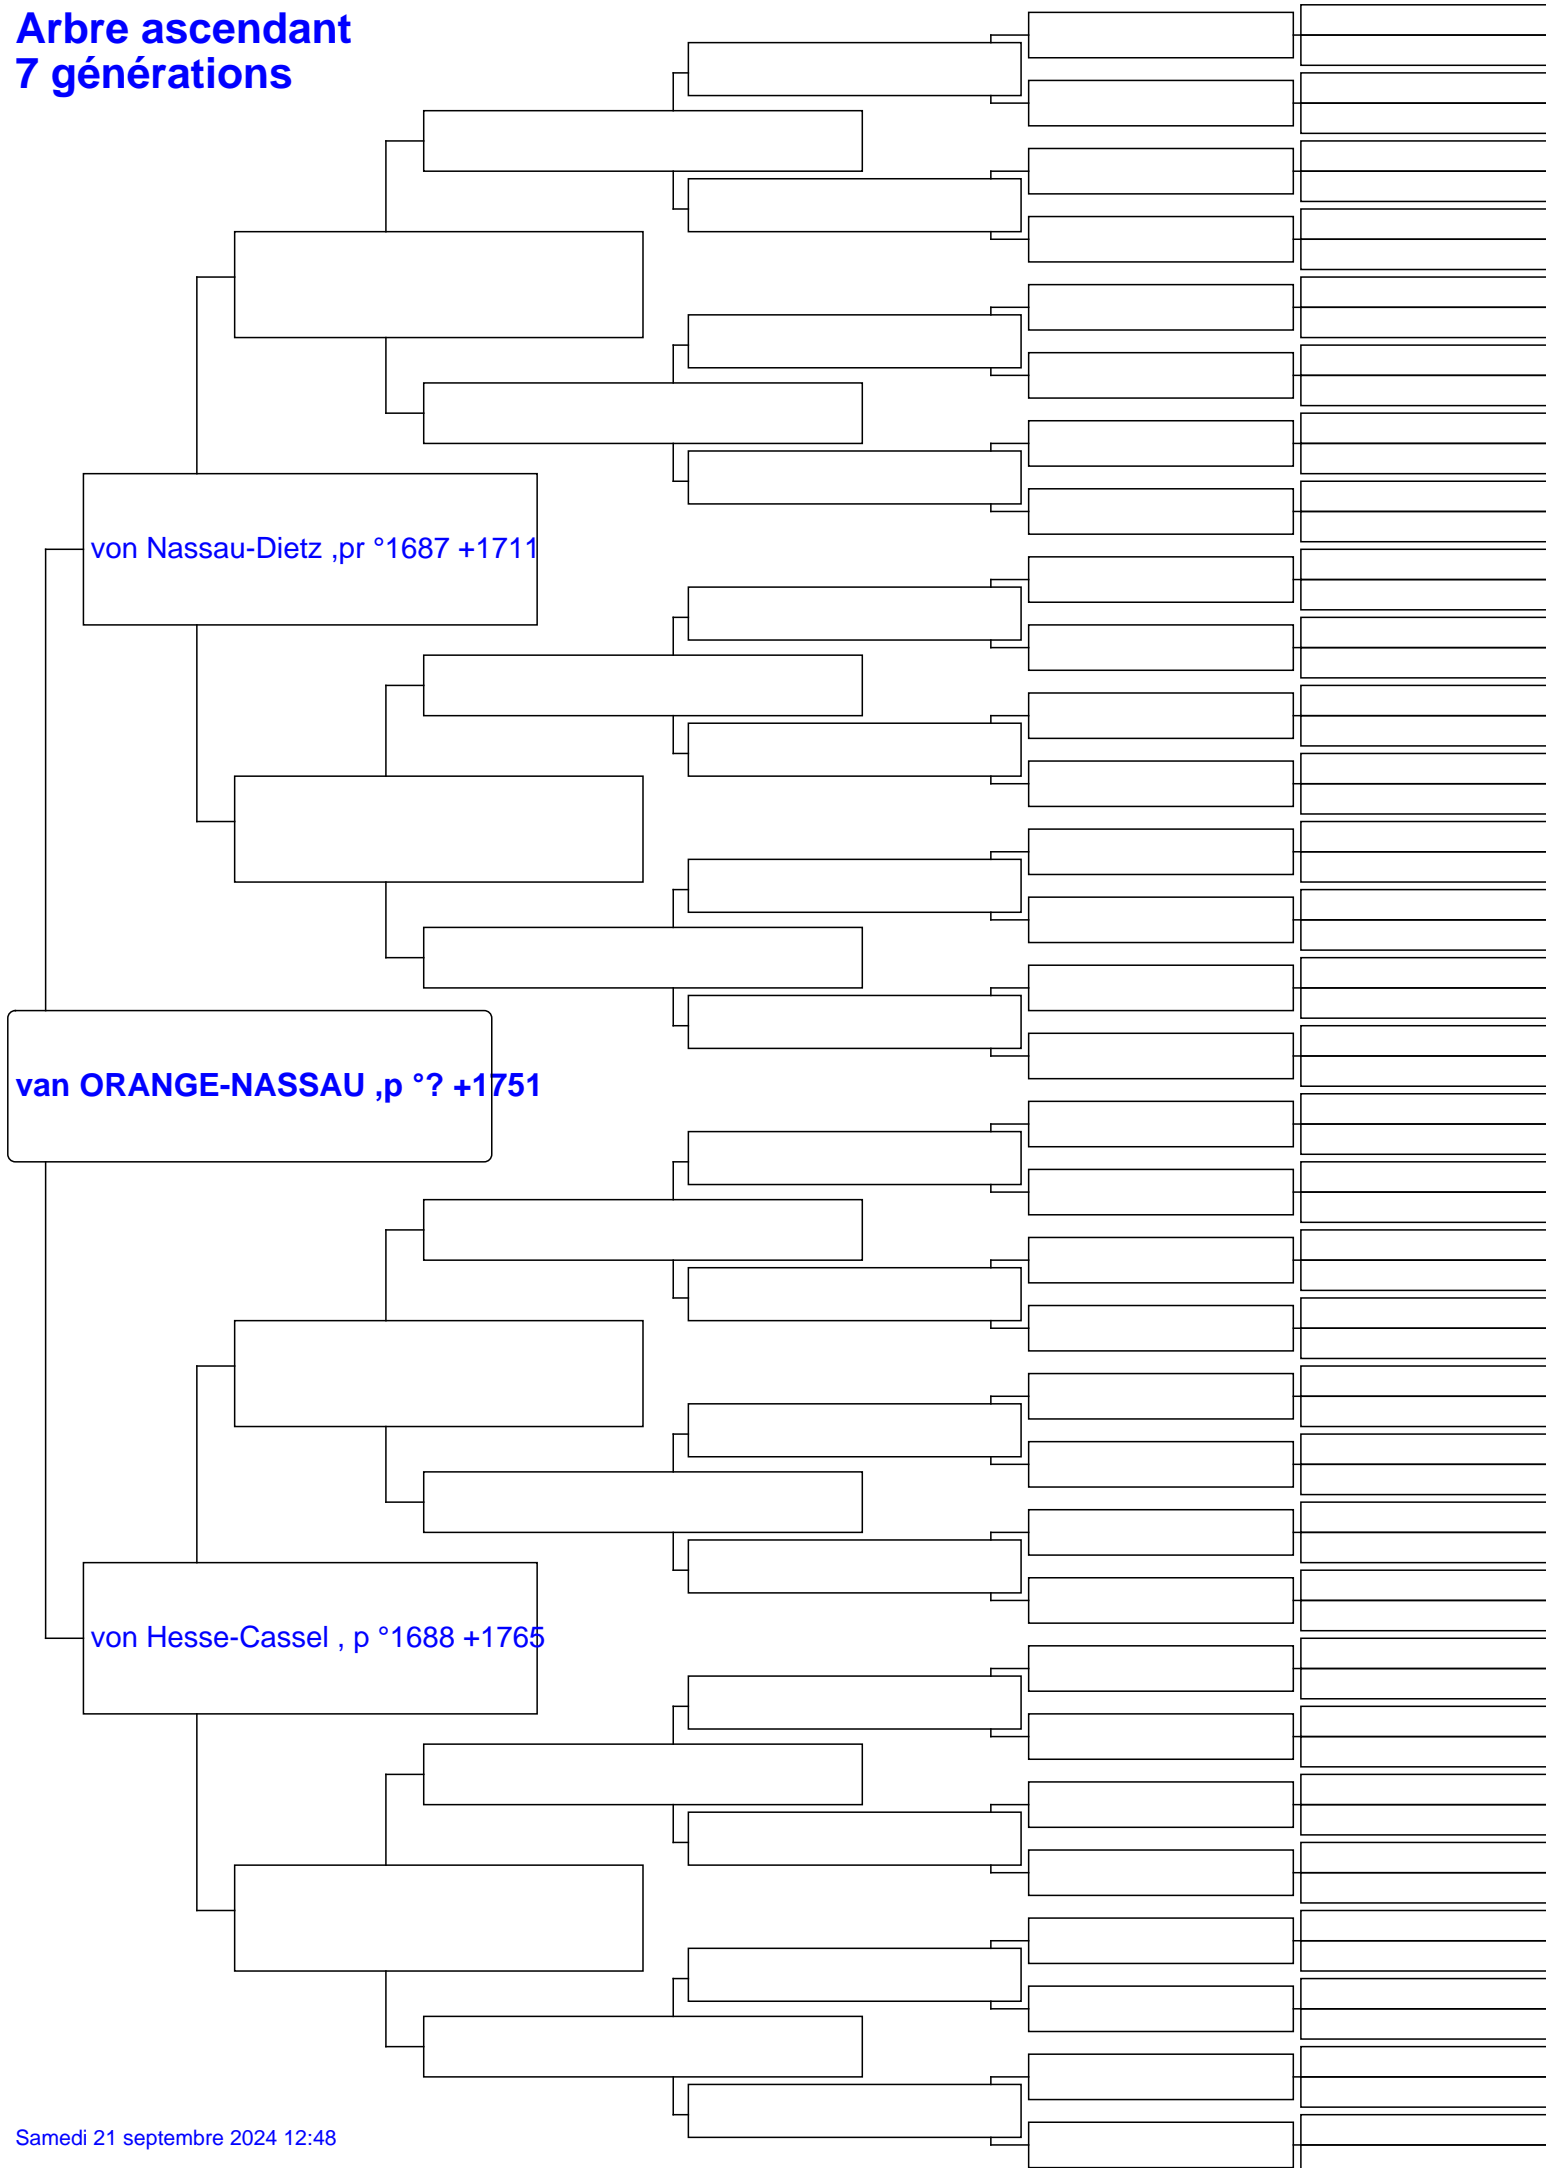 Arbre ascendant
7 générations
von Nassau-Dietz ,pr °1687 +1711
van ORANGE-NASSAU ,p °? +1751
von Hesse-Cassel , p °1688 +1765
Samedi 21 septembre 2024 12:48